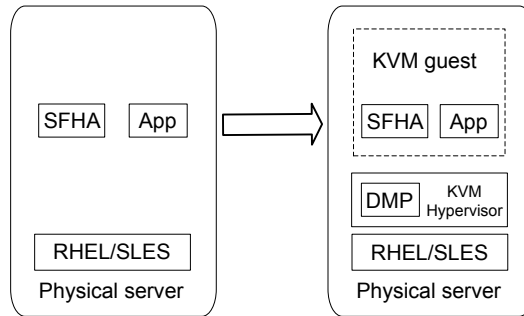 SFHA App
RHEL/SLES
Physical server
KVM guest
SFHA App
DMP KVM
Hypervisor
RHEL/SLES
Physical server